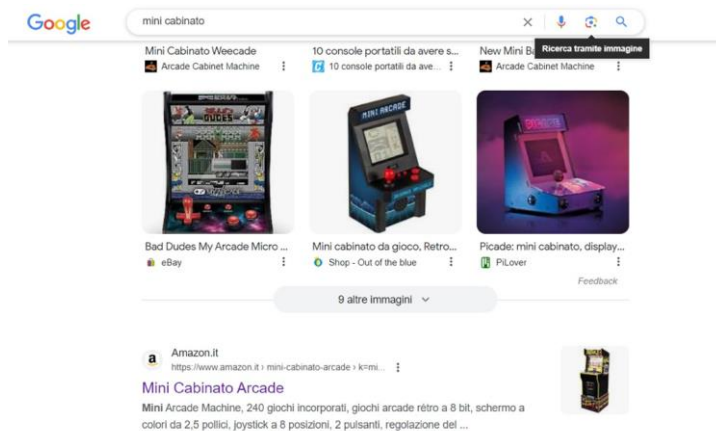 Google
mini cabinato
Mini Cabinato Weecade
10 console portatili da avere s...
New Mini Ba
Ricerca tramite immagine
Arcade Cabinet Machine
10 console portatili da ave...
Arcade Cabinet Machine
DUDES
MINI ARCADE
Bad Dudes My Arcade Micro ...
Mini cabinato da gioco, Retro...
Picade: mini cabinato, display...
eBay
Shop - Out of the blue
PiLover
Feedback
9 altre immagini
a
Amazon.it
https://www.amazon.it › mini-cabinato-arcade › k=mi...
Mini Cabinato Arcade
Mini Arcade Machine, 240 giochi incorporati, giochi arcade rétro a 8 bit, schermo a
colori da 2,5 pollici, joystick a 8 posizioni, 2 pulsanti, regolazione del ...